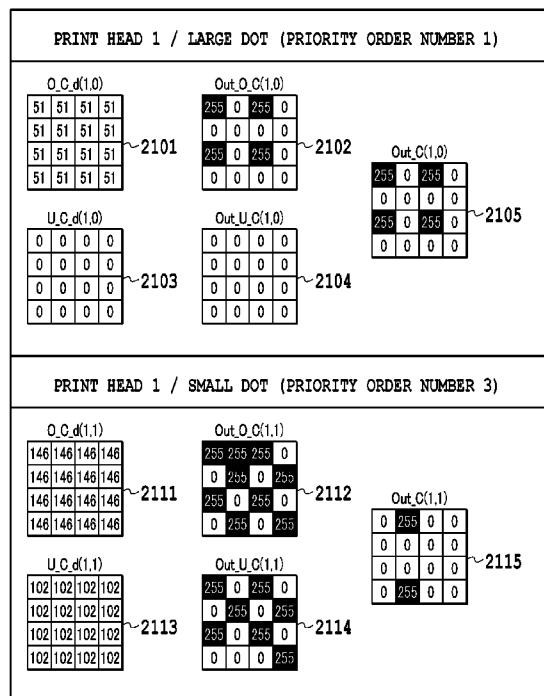 PRINT HEAD 1 / LARGE DOT (PRIORITY ORDER NUMBER 1)
O_C_d(1,0)
51 51 51 51
51 51 51 51
51 51 51 51
51 51 51 51
2101
Out_O_C(1,0)
255 0 255 0
0 0 0 0
255 0 255 0
0 0 0 0
2102
Out_C(1,0)
255 0 255 0
0 0 0 0
255 0 255 0
0 0 0 0
2105
U_C_d(1,0)
0 0 0 0
0 0 0 0
0 0 0 0
0 0 0 0
2103
Out_U_C(1,0)
0 0 0 0
0 0 0 0
0 0 0 0
0 0 0 0
2104
PRINT HEAD 1 / SMALL DOT (PRIORITY ORDER NUMBER 3)
O_C_d(1,1)
146 146 146 146
146 146 146 146
146 146 146 146
146 146 146 146
2111
Out_O_C(1,1)
255 255 255 0
0 255 0 255
255 0 255 0
0 255 0 255
2112
Out_C(1,1)
0 255 0 0
0 0 0 0
0 0 0 0
0 255 0 0
2115
U_C_d(1,1)
102 102 102 102
102 102 102 102
102 102 102 102
102 102 102 102
2113
Out_U_C(1,1)
255 0 255 0
0 255 0 255
255 0 255 0
0 0 0 255
2114